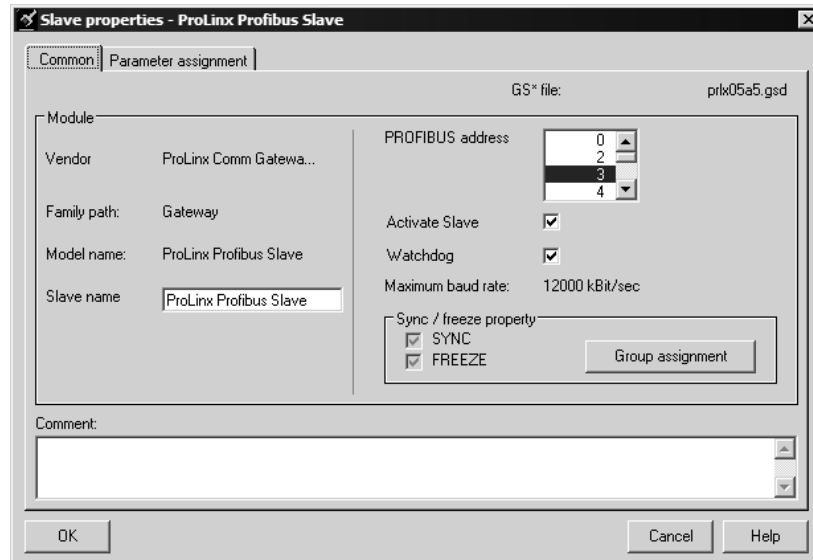 Slave properties - ProLinx Profibus Slave
Common
Parameter assignment
GS* file: prlx05a5.gsd
Module
Vendor ProLinx Comm Gatewa...
Family path: Gateway
Model name: ProLinx Profibus Slave
Slave name ProLinx Profibus Slave
PROFIBUS address
0
2
3
4
Activate Slave
Watchdog
Maximum baud rate: 12000 kBit/sec
Sync / freeze property
SYNC
FREEZE
Group assignment
Comment:
OK
Cancel
Help